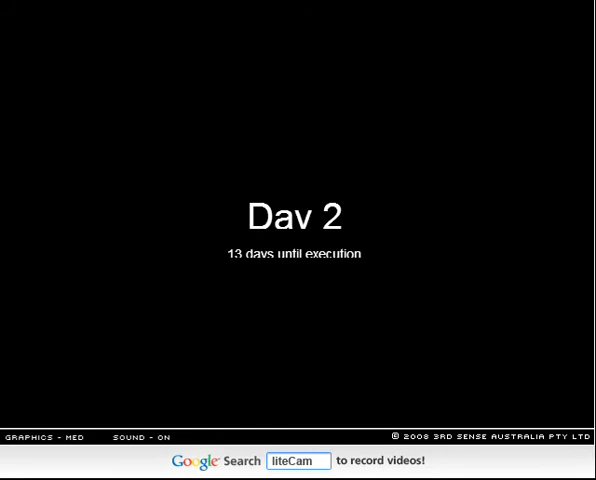 Day 2
13 days until execution
GRAPHICS - MED SOUND - ON © 2008 3RD SENSE AUSTRALIA PTY LTD
Google Search liteCam to record videos!